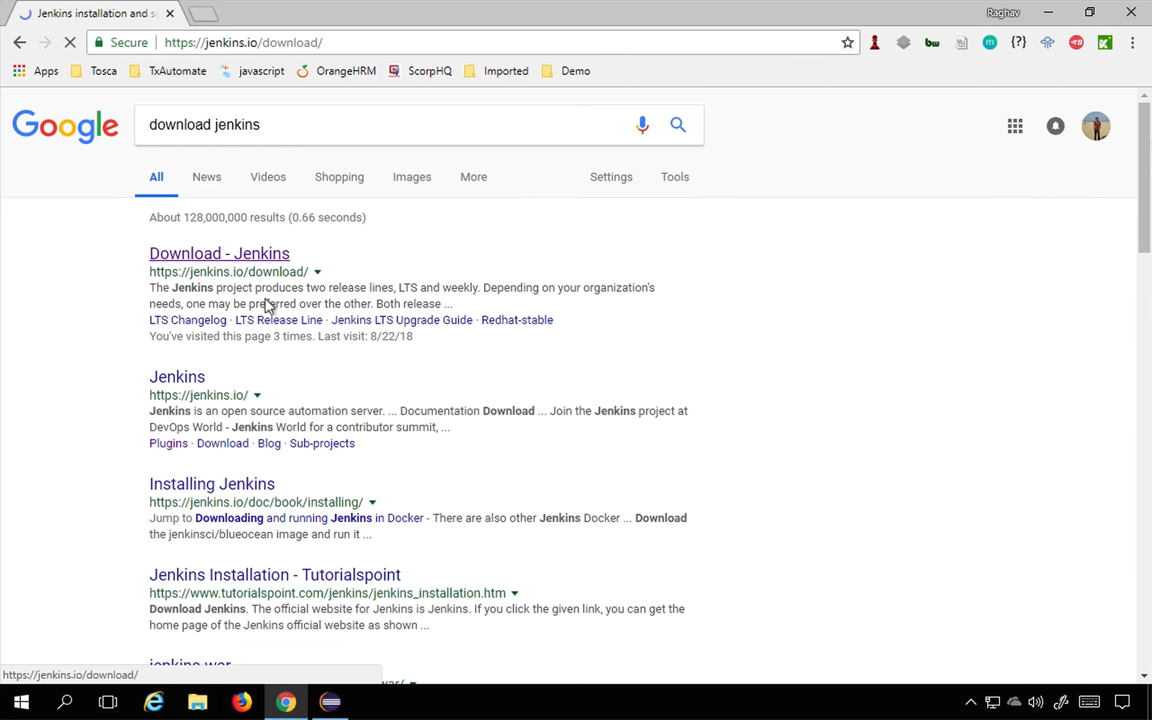 Jenkins installation and se
Raghav
Secure
https://jenkins.io/download/
Apps
Tosca
TxAutomate
javascript
OrangeHRM
ScorpHQ
Imported
Demo
Google
download jenkins
All
News
Videos
Shopping
Images
More
Settings
Tools
About 128,000,000 results (0.66 seconds)
Download - Jenkins
https://jenkins.io/download/
The Jenkins project produces two release lines, LTS and weekly. Depending on your organization's
needs, one may be preferred over the other. Both release ...
LTS Changelog · LTS Release Line · Jenkins LTS Upgrade Guide · Redhat-stable
You've visited this page 3 times. Last visit: 8/22/18
Jenkins
https://jenkins.io/
Jenkins is an open source automation server. ... Documentation Download ... Join the Jenkins project at
DevOps World - Jenkins World for a contributor summit, ...
Plugins · Download · Blog · Sub-projects
Installing Jenkins
https://jenkins.io/doc/book/installing/
Jump to Downloading and running Jenkins in Docker - There are also other Jenkins Docker ... Download
the jenkinsci/blueocean image and run it ...
Jenkins Installation - Tutorialspoint
https://www.tutorialspoint.com/jenkins/jenkins_installation.htm
Download Jenkins. The official website for Jenkins is Jenkins. If you click the given link, you can get the
home page of the Jenkins official website as shown ...
jenkins war
https://jenkins.io/download/